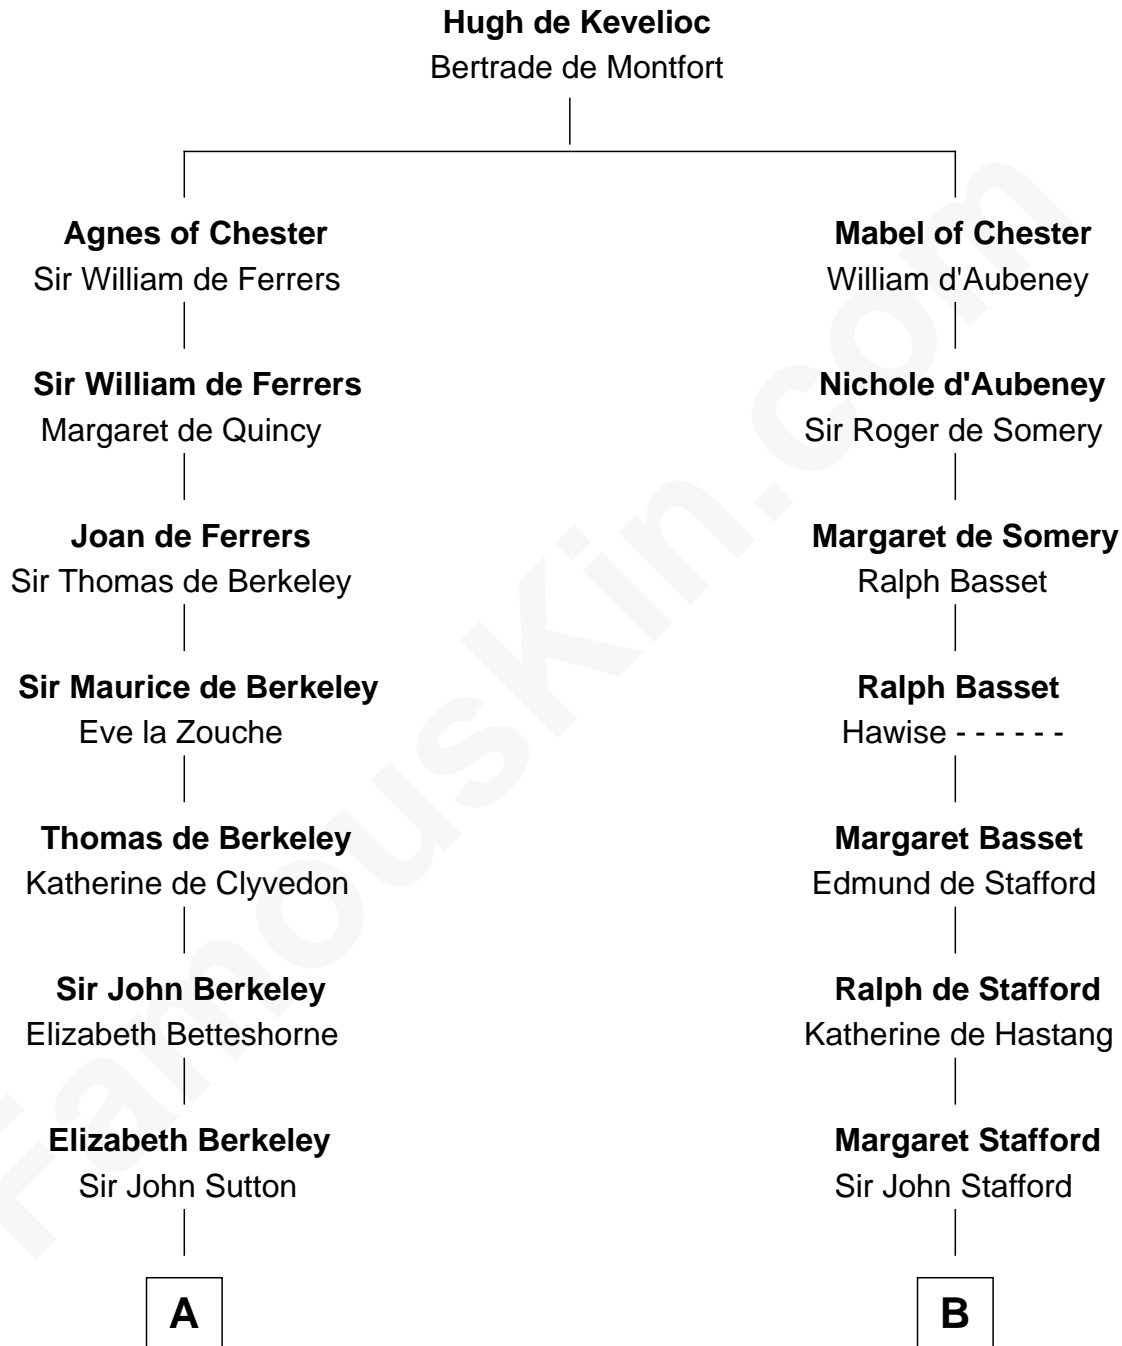 Hugh de Kevelioc
Bertrade de Montfort
Agnes of Chester
Sir William de Ferrers
Mabel of Chester
William d'Aubeney
Sir William de Ferrers
Margaret de Quincy
Nichole d'Aubeney
Sir Roger de Somery
Joan de Ferrers
Sir Thomas de Berkeley
Margaret de Somery
Ralph Basset
Sir Maurice de Berkeley
Eve la Zouche
Ralph Basset
Hawise - - - - - -
Thomas de Berkeley
Katherine de Clyvedon
Margaret Basset
Edmund de Stafford
Sir John Berkeley
Elizabeth Betteshorne
Ralph de Stafford
Katherine de Hastang
Elizabeth Berkeley
Sir John Sutton
Margaret Stafford
Sir John Stafford
A
B
FamousKin.com